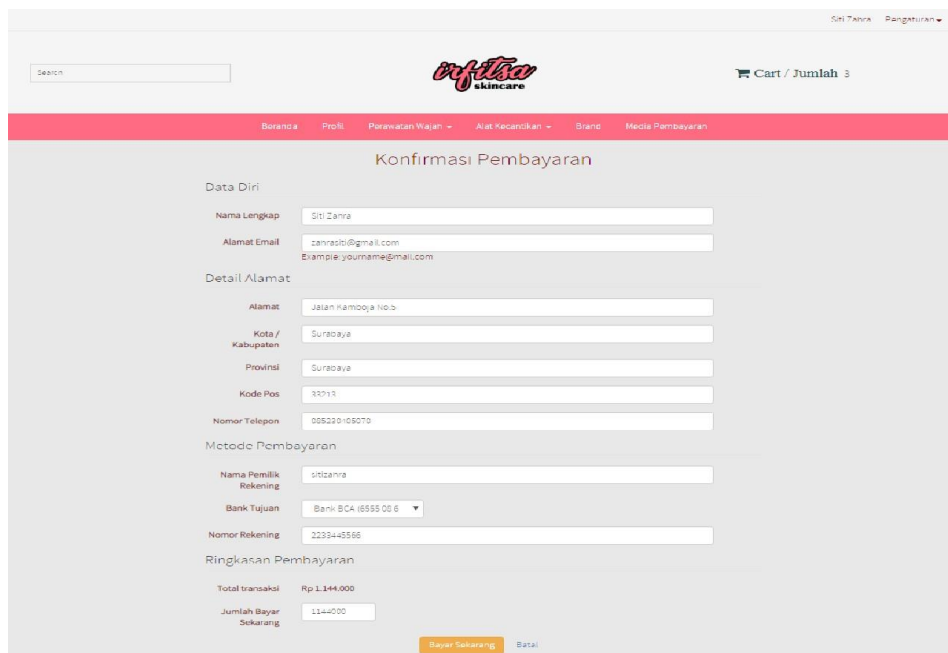 Siti Zahra Pengaturan
Search
irfitsa
skincare
Cart / Jumlah 3
Beranda Profil Perawatan Wajah Alat Kecantikan Brand Media Pembayaran
Konfirmasi Pembayaran
Data Diri
Nama Lengkap Siti Zahra
Alamat Email zahrasiti@gmail.com
Example: yourname@mail.com
Detail Alamat
Alamat Jalan Kamboja No.5
Kota / Surabaya
Kabupaten
Provinsi Surabaya
Kode Pos 33213
Nomor Telepon
Metode Pembayaran
Nama Pemilik sitizahra
Rekening
Bank Tujuan Bank BCA (6555 08 6
Nomor Rekening 2233445566
Ringkasan Pembayaran
Total transaksi Rp 1.144.000
Jumlah Bayar 1144000
Sekarang
Bayar Sekarang Batal